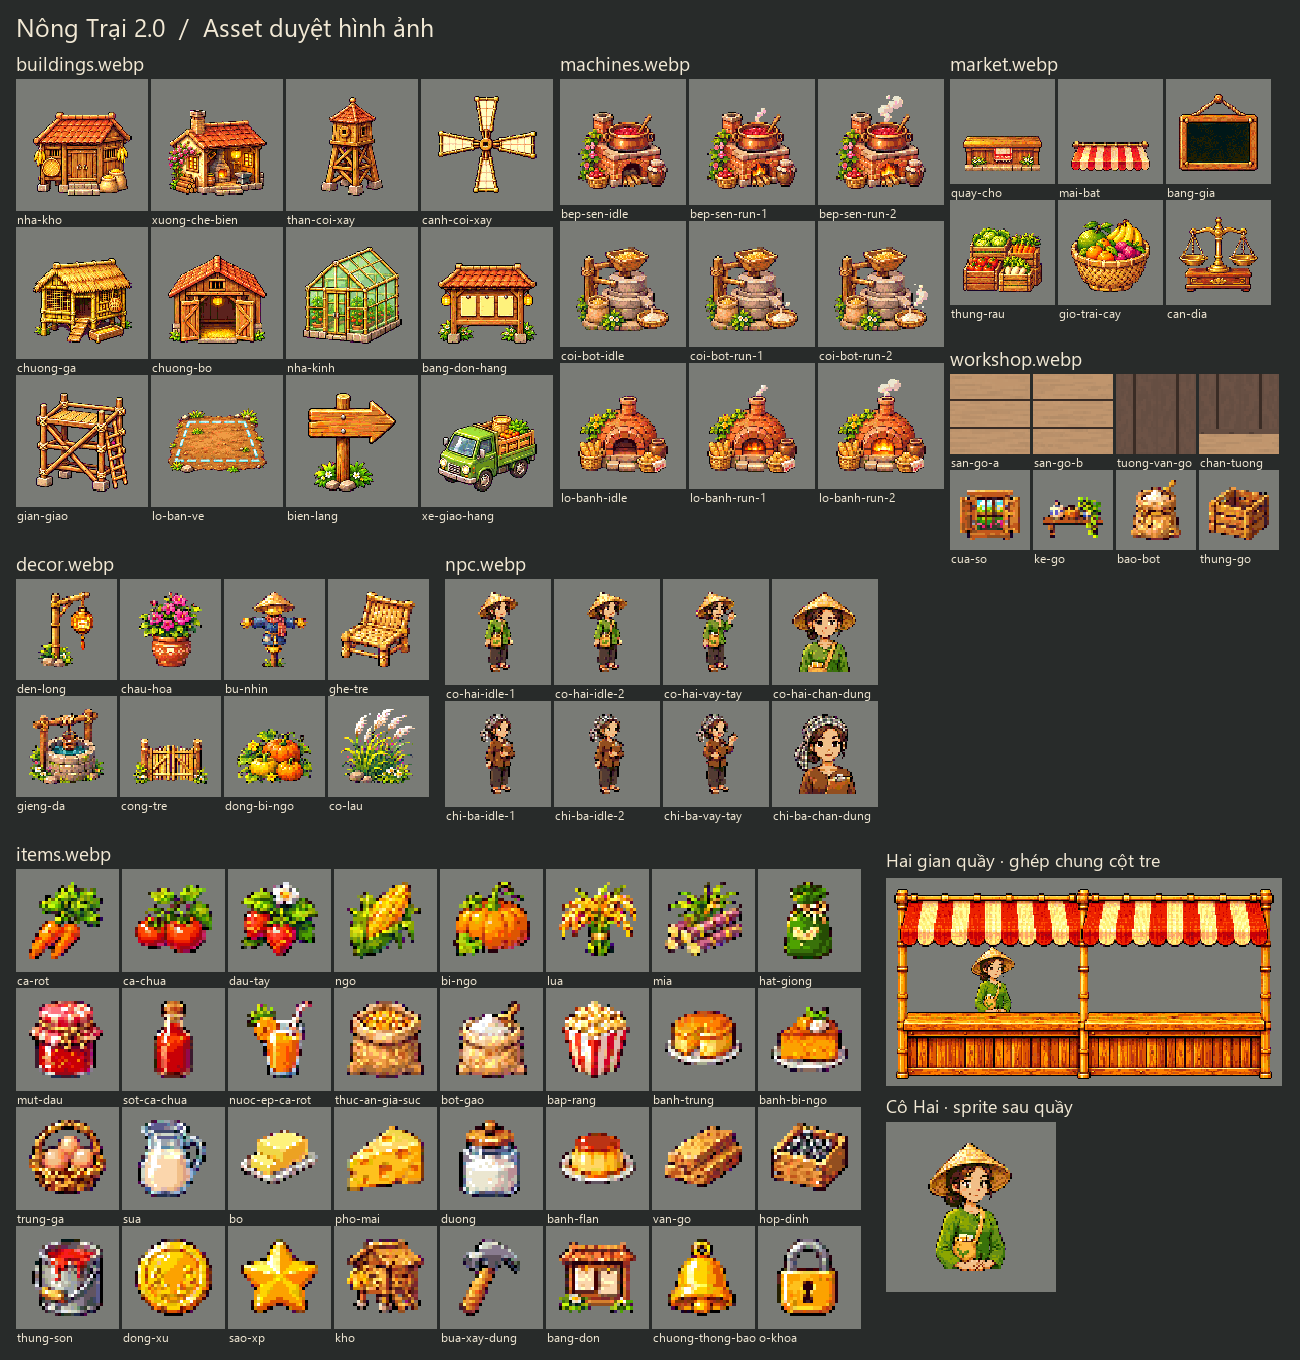 Nông Trại 2.0 / Asset duyệt hình ảnh
buildings.webp
nha-kho
xuong-che-bien
than-coi-xay
canh-coi-xay
chuong-ga
chuong-bo
nha-kinh
bang-don-hang
gian-giao
lo-ban-ve
bien-lang
xe-giao-hang
machines.webp
bep-sen-idle
bep-sen-run-1
bep-sen-run-2
coi-bot-idle
coi-bot-run-1
coi-bot-run-2
lo-banh-idle
lo-banh-run-1
lo-banh-run-2
market.webp
quay-cho
mai-bat
bang-gia
thung-rau
gio-trai-cay
can-dia
workshop.webp
san-go-a
san-go-b
tuong-van-go
chan-tuong
cua-so
ke-go
bao-bot
thung-go
decor.webp
den-long
chau-hoa
bu-nhin
ghe-tre
gieng-da
cong-tre
dong-bi-ngo
co-lau
npc.webp
co-hai-idle-1
co-hai-idle-2
co-hai-vay-tay
co-hai-chan-dung
chi-ba-idle-1
chi-ba-idle-2
chi-ba-vay-tay
chi-ba-chan-dung
items.webp
ca-rot
ca-chua
dau-tay
ngo
bi-ngo
lua
mia
hat-giong
mut-dau
sot-ca-chua
nuoc-ep-ca-rot
thuc-an-gia-suc
bot-gao
bap-rang
banh-trung
banh-bi-ngo
trung-ga
sua
bo
pho-mai
duong
banh-flan
van-go
hop-dinh
thung-son
dong-xu
sao-xp
kho
bua-xay-dung
bang-don
chuong-thong-bao
o-khoa
Hai gian quầy · ghép chung cột tre
Cô Hai · sprite sau quầy